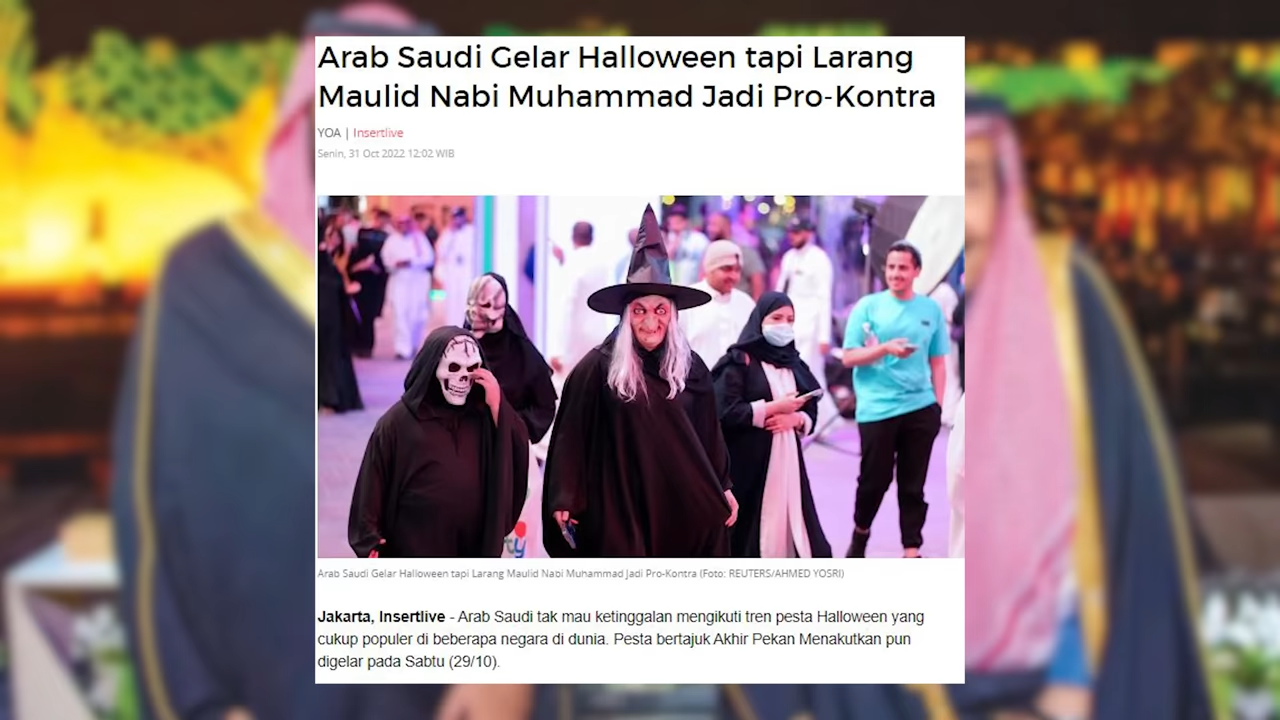 Arab Saudi Gelar Halloween tapi Larang
Maulid Nabi Muhammad Jadi Pro-Kontra
YOA | Insertlive
Senin, 31 Oct 2022 12:02 WIB
ty
Arab Saudi Gelar Halloween tapi Larang Maulid Nabi Muhammad Jadi Pro-Kontra (Foto: REUTERS/AHMED YOSRI)
Jakarta, Insertlive - Arab Saudi tak mau ketinggalan mengikuti tren pesta Halloween yang
cukup populer di beberapa negara di dunia. Pesta bertajuk Akhir Pekan Menakutkan pun
digelar pada Sabtu (29/10).